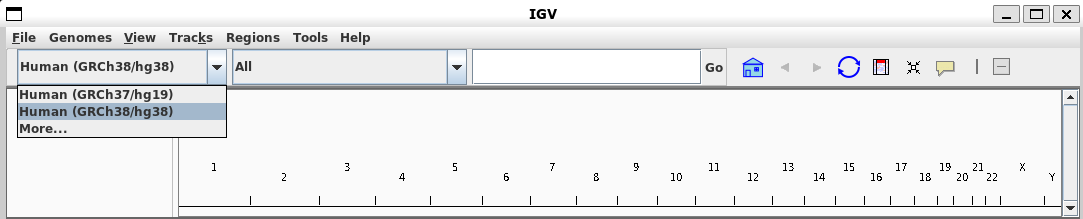 IGV
File Genomes View Tracks Regions Tools Help
Human (GRCh38/hg38) All Go
Human (GRCh37/hg19)
Human (GRCh38/hg38)
More...
1 2 3 4 5 6 7 8 9 10 11 12 13 14 15 16 17 18 19 20 21 22 X Y